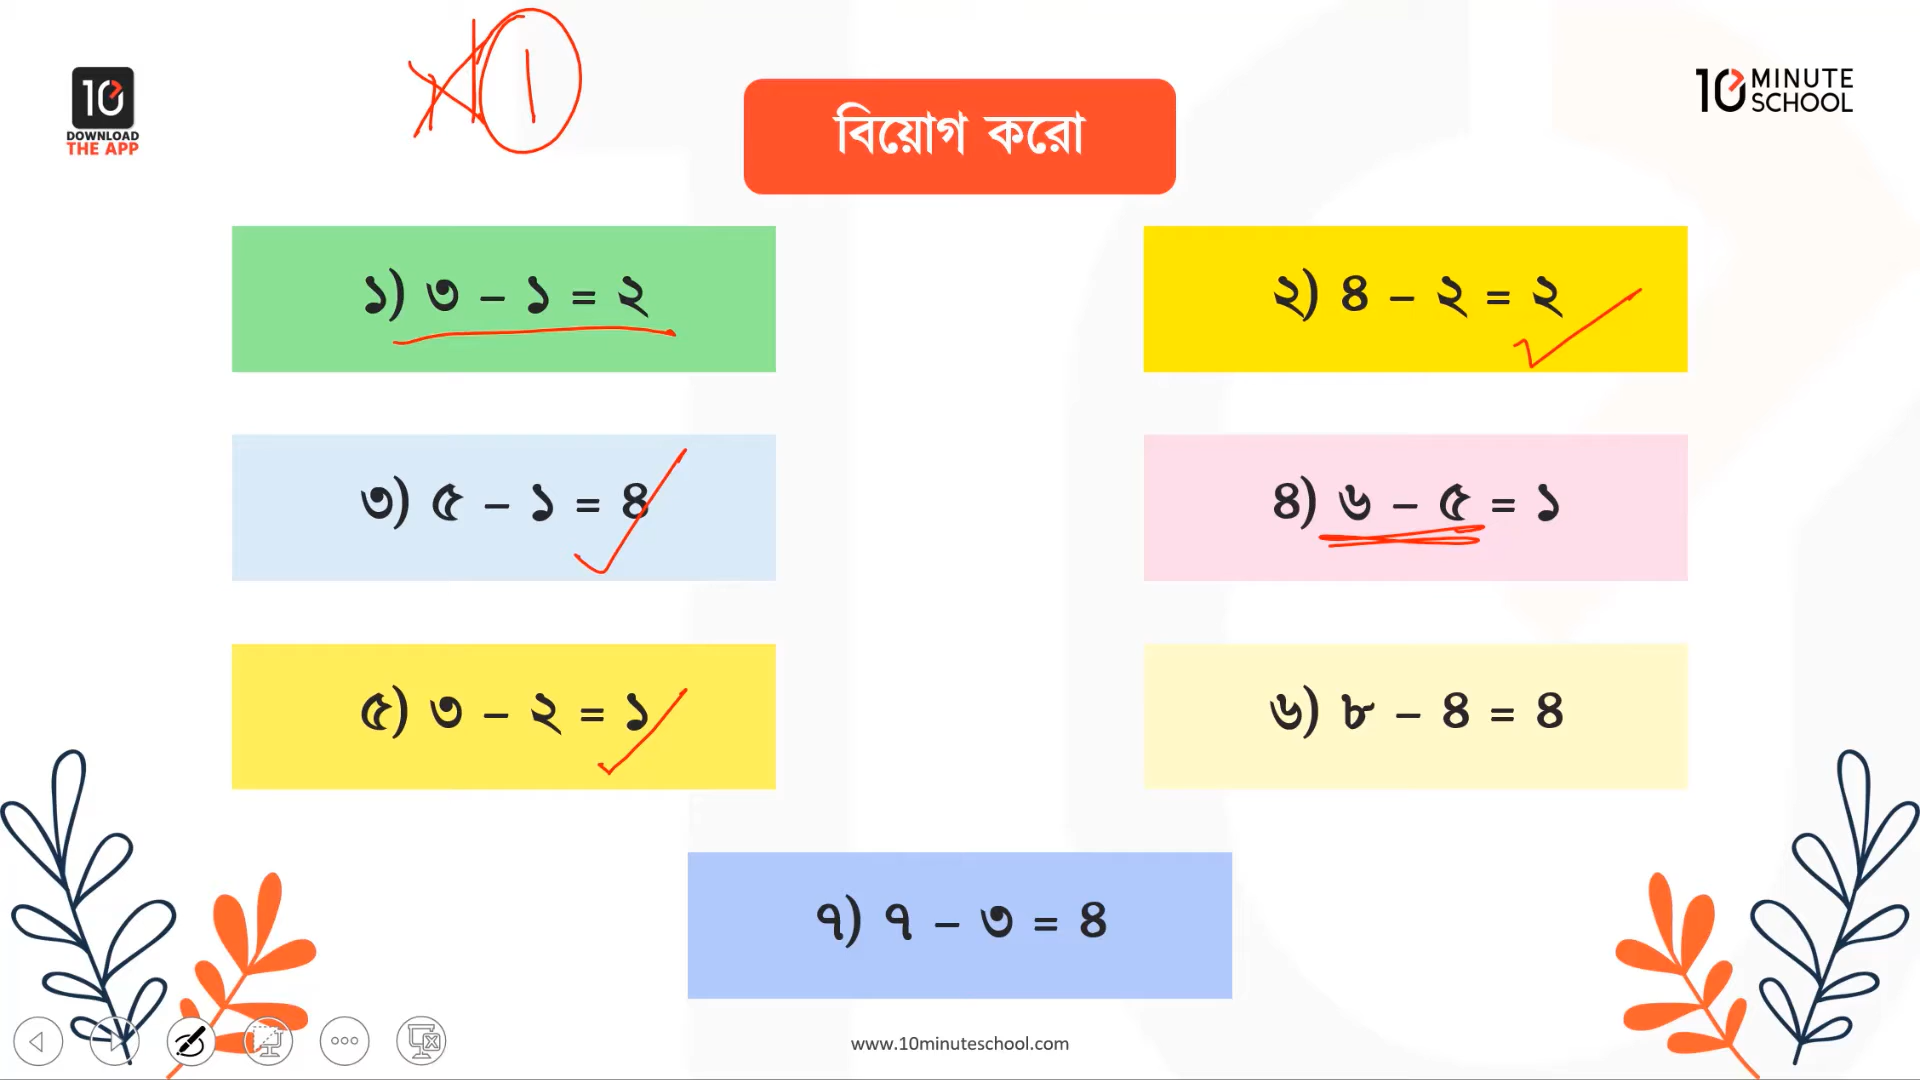 10 MINUTE SCHOOL
10
DOWNLOAD
THE APP
বিয়োগ করো
১) ৩ – ১ = ২
২) ৪ – ২ = ২
৩) ৫ – ১ = ৪
৪) ৬ – ৫ = ১
৫) ৩ – ২ = ১
৬) ৮ – ৪ = ৪
৭) ৭ – ৩ = ৪
www.10minuteschool.com